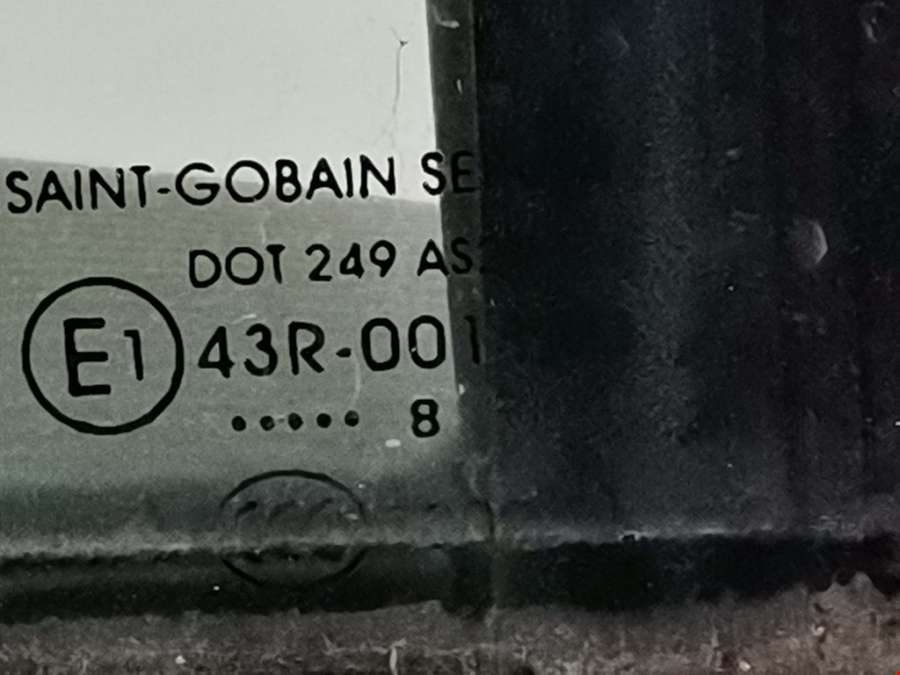 SAINT-GOBAIN SE
DOT 249 AS
E1 43R-001
..... 8